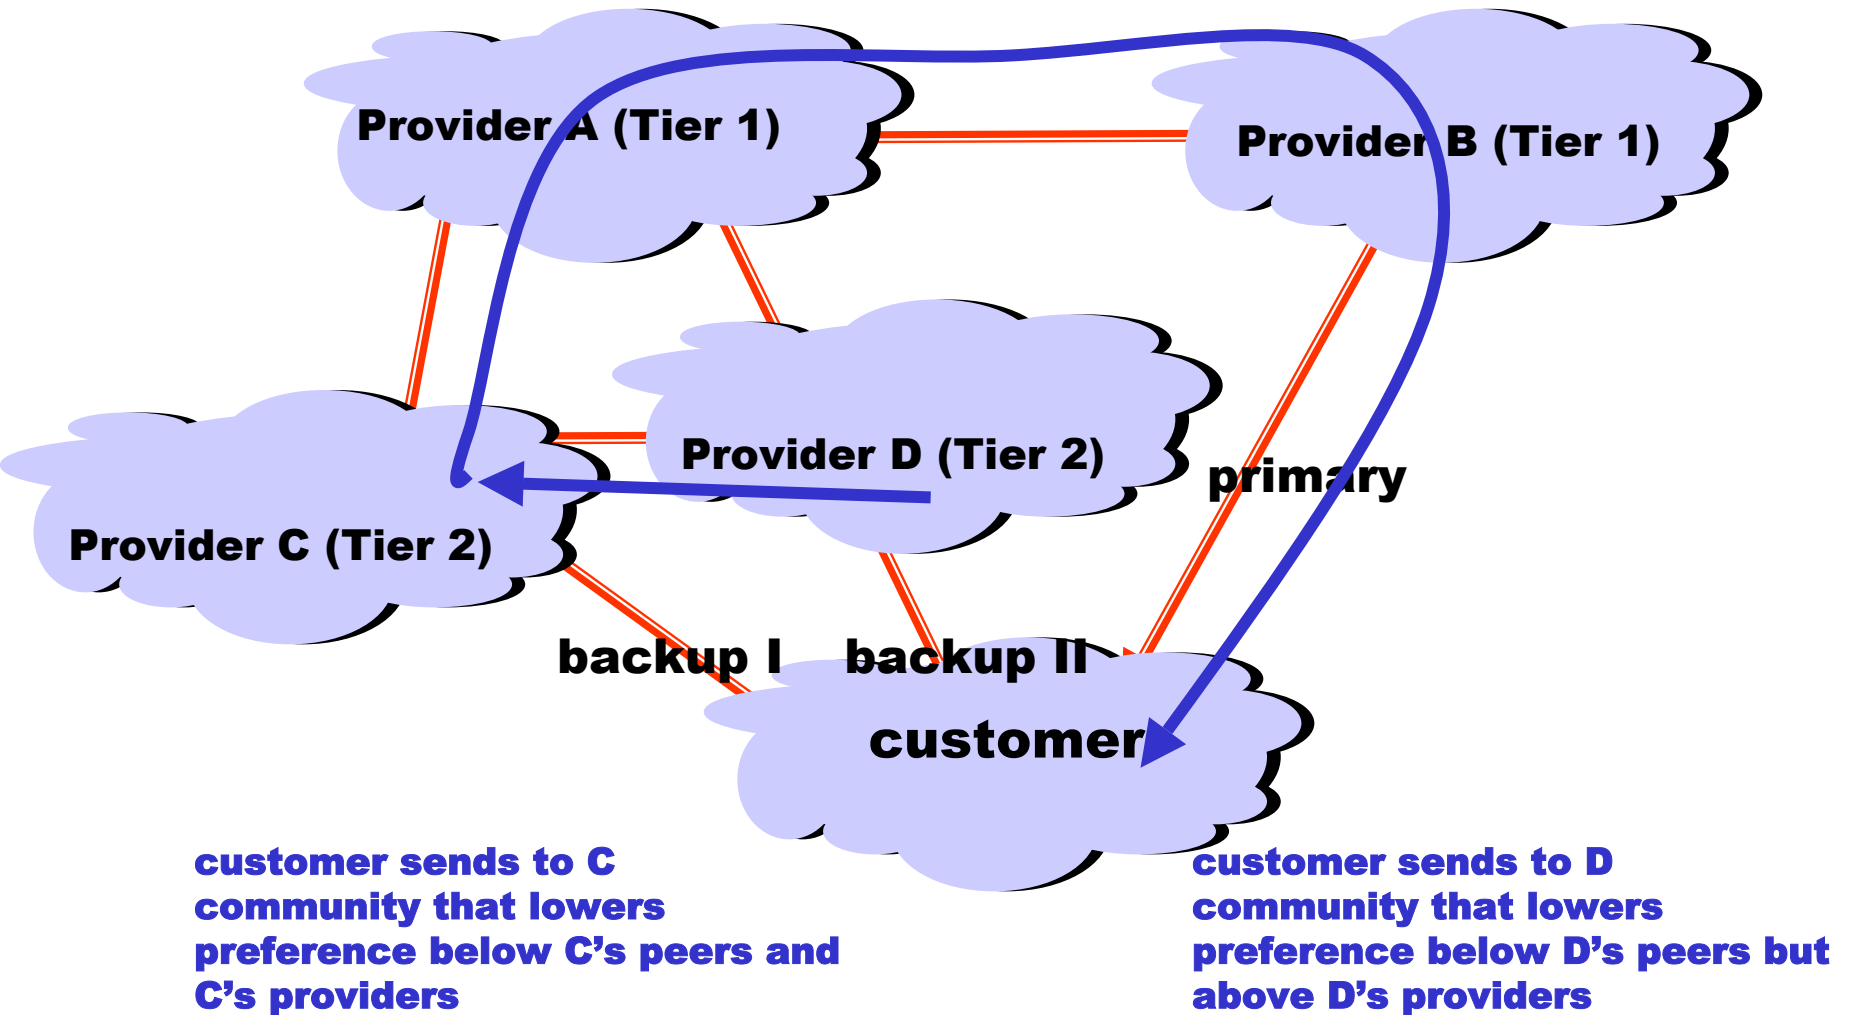 Provider A (Tier 1)
Provider B (Tier 1)
Provider D (Tier 2)
primary
Provider C (Tier 2)
backup I
backup II
customer
customer sends to C
community that lowers
preference below C’s peers and
C’s providers
customer sends to D
community that lowers
preference below D’s peers but
above D’s providers